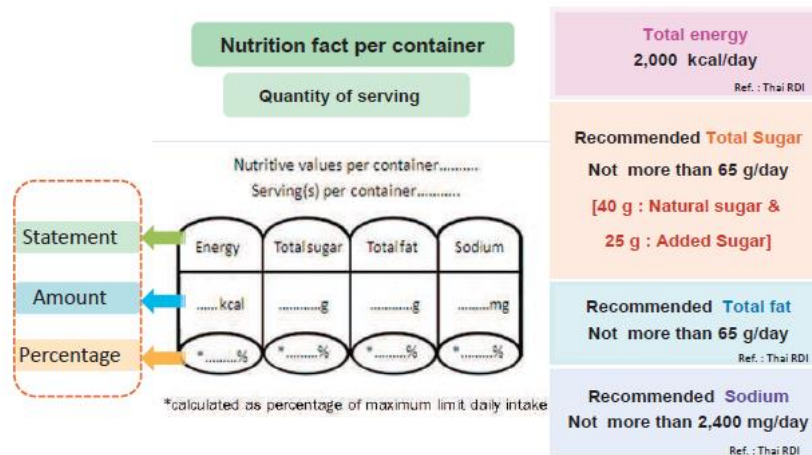 Nutrition fact per container
Quantity of serving
Nutritive values per container...........
Serving(s) per container...........
Statement
Energy
Total sugar
Total fat
Sodium
Amount
......kcal
............g
............g
.........mg
Percentage
*.........%
*.........%
*.........%
*.........%
*calculated as percentage of maximum limit daily intake
Total energy
2,000 kcal/day
Ref. : Thai RDI
Recommended Total Sugar
Not more than 65 g/day
[40 g : Natural sugar &
25 g : Added Sugar]
Recommended Total fat
Not more than 65 g/day
Ref. : Thai RDI
Recommended Sodium
Not more than 2,400 mg/day
Ref. : Thai RDI